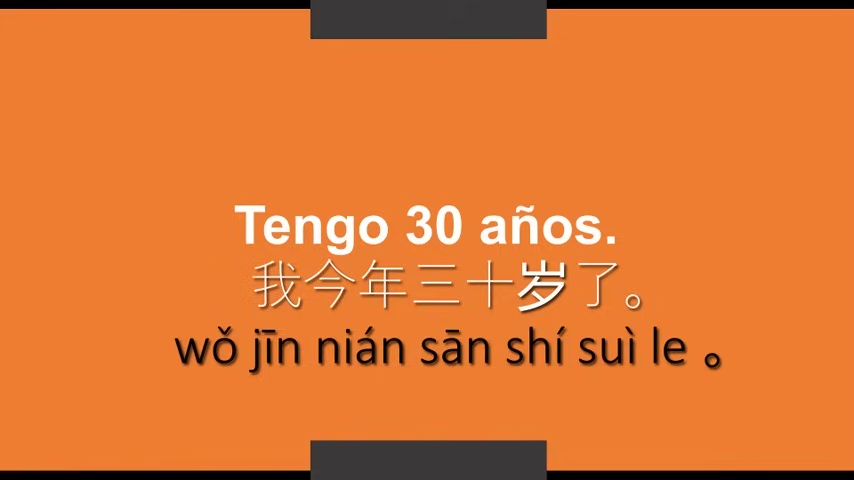 Tengo 30 años.
我今年三十岁了。
wǒ jīn nián sān shí suì le 。